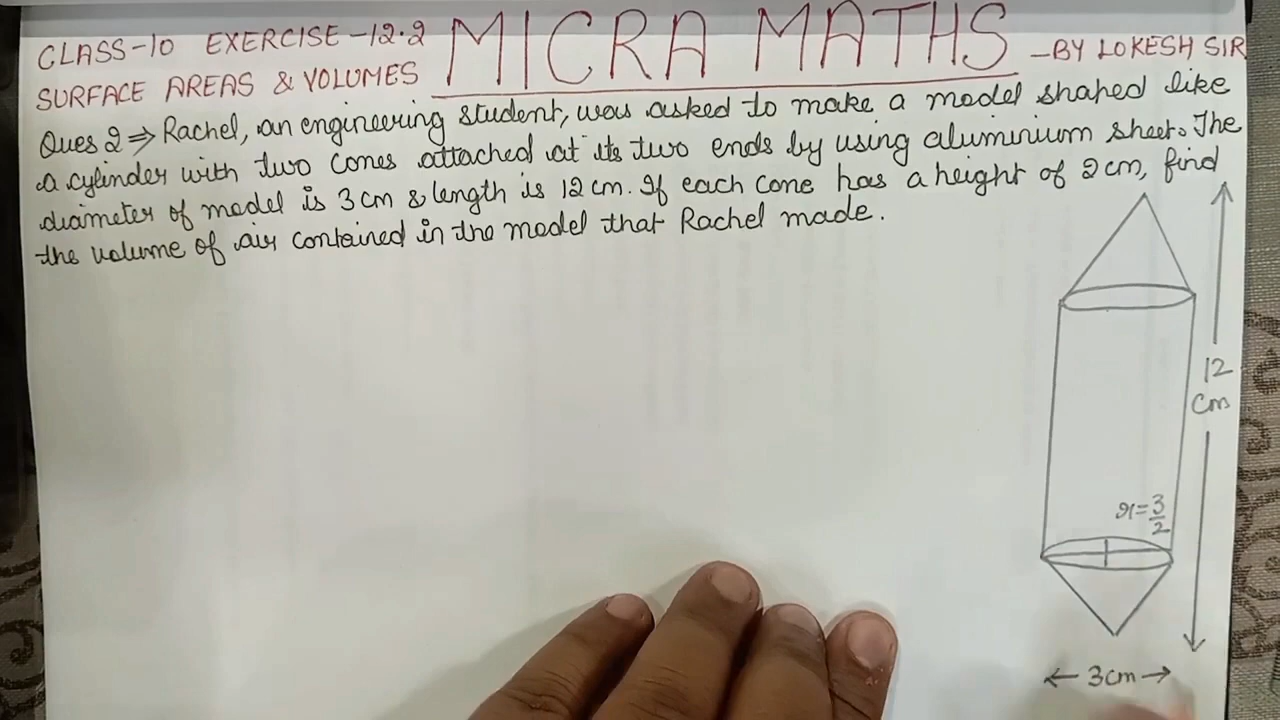 CLASS-10 EXERCISE-12.2 MICRA MATHS -BY LOKESH SIR
SURFACE AREAS & VOLUMES
Ques 2 ⇒ Rachel, an engineering student, was asked to make a model shaped like
a cylinder with two cones attached at its two ends by using aluminium sheet. The
diameter of model is 3 cm & length is 12 cm. If each cone has a height of 2 cm, find
the volume of air contained in the model that Rachel made.
12
cm
r=3/2
← 3cm →